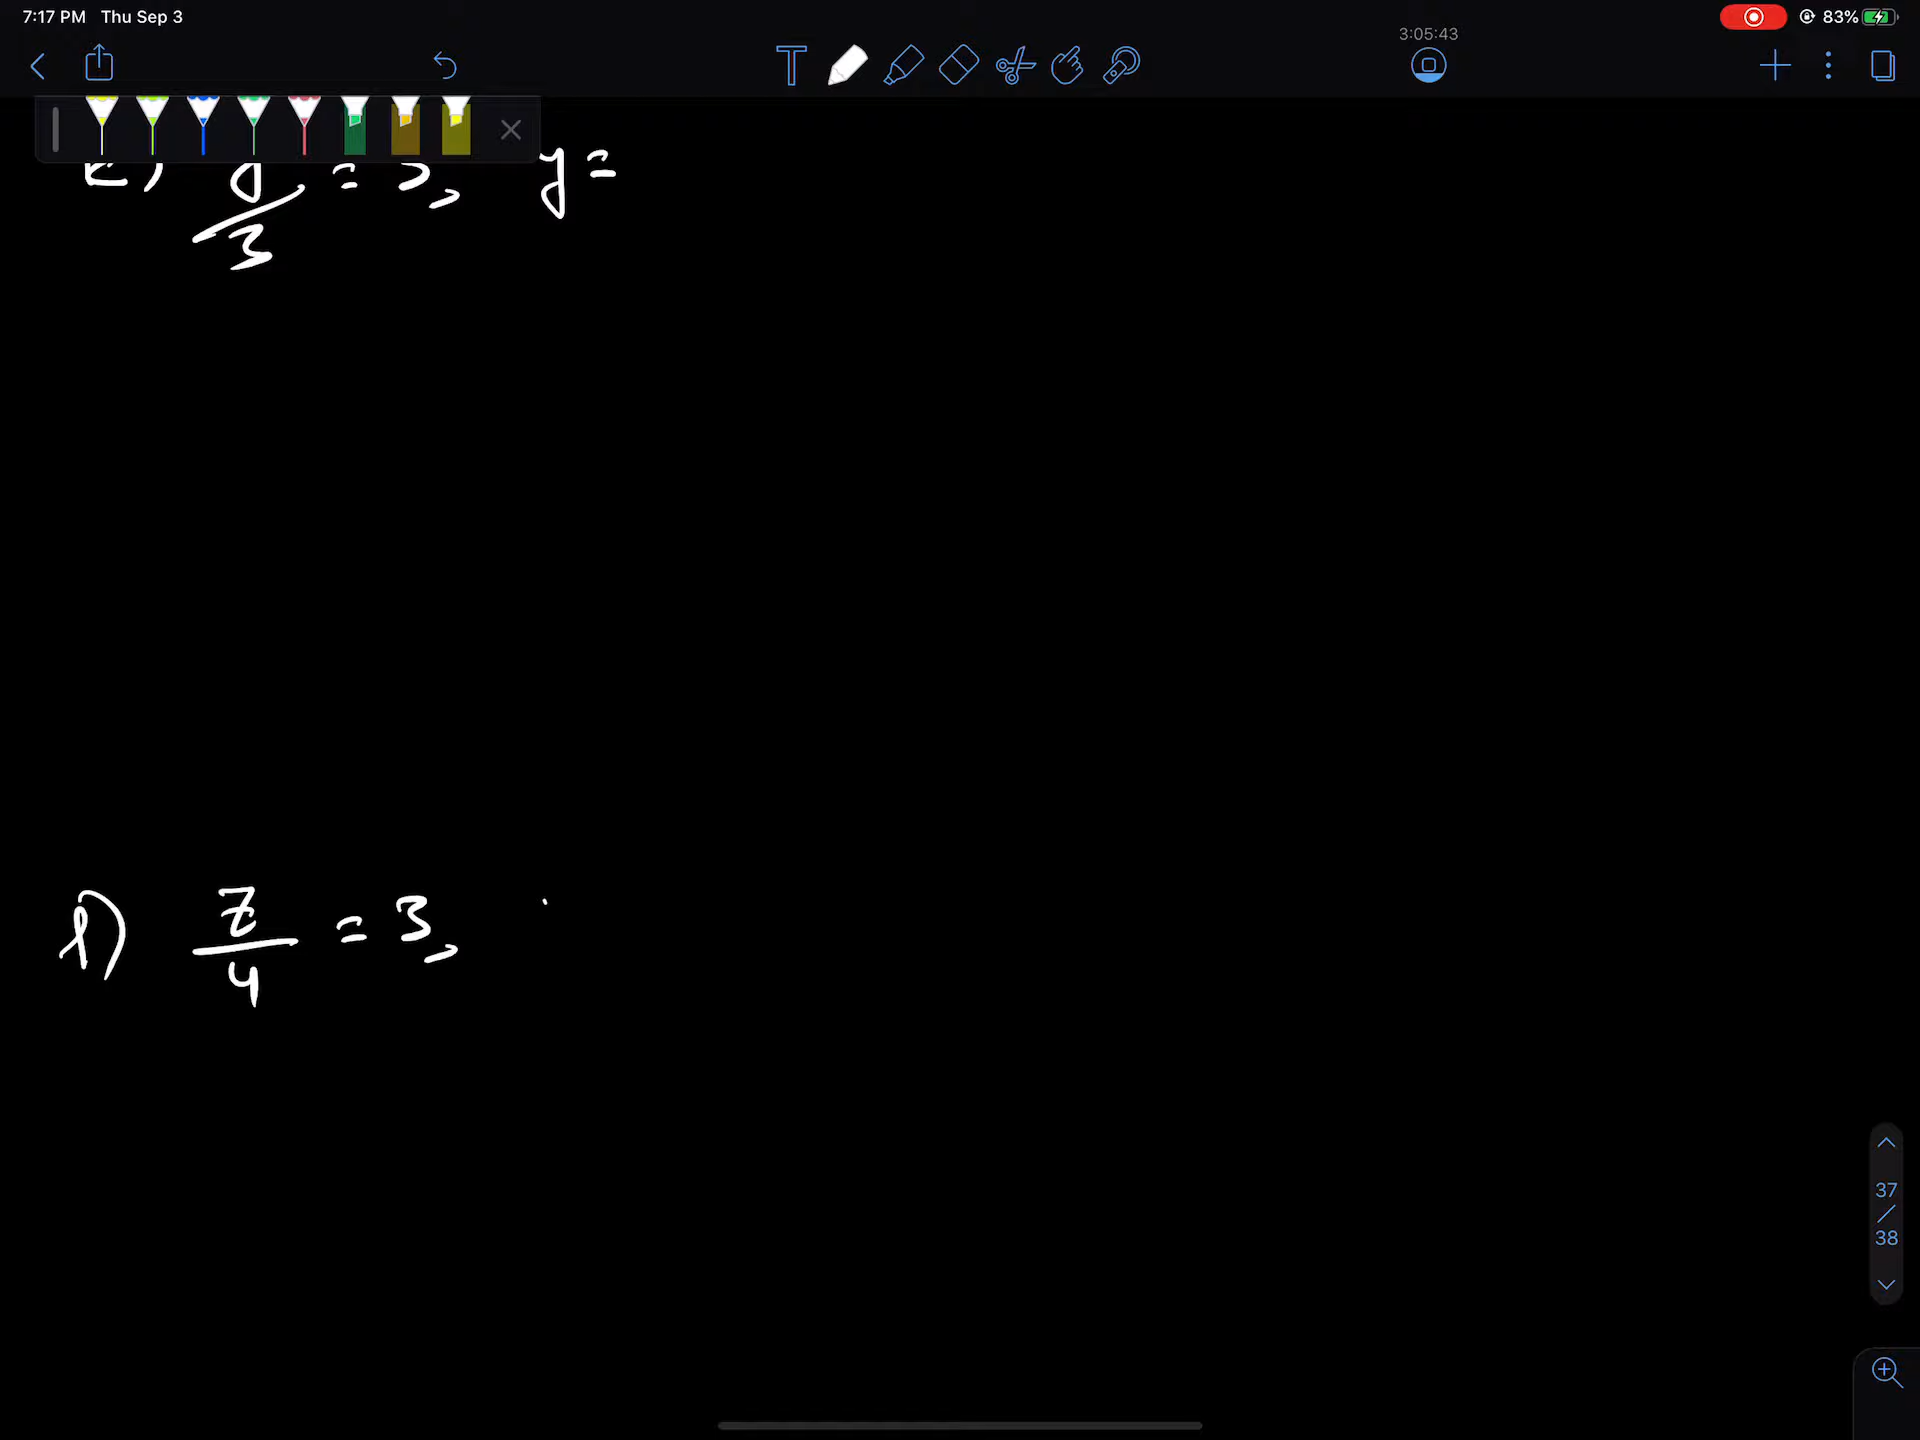 7:17 PM Thu Sep 3
83%
3:05:43
y/3 = 3, y=
f) z/4 = 3,
37
/
38